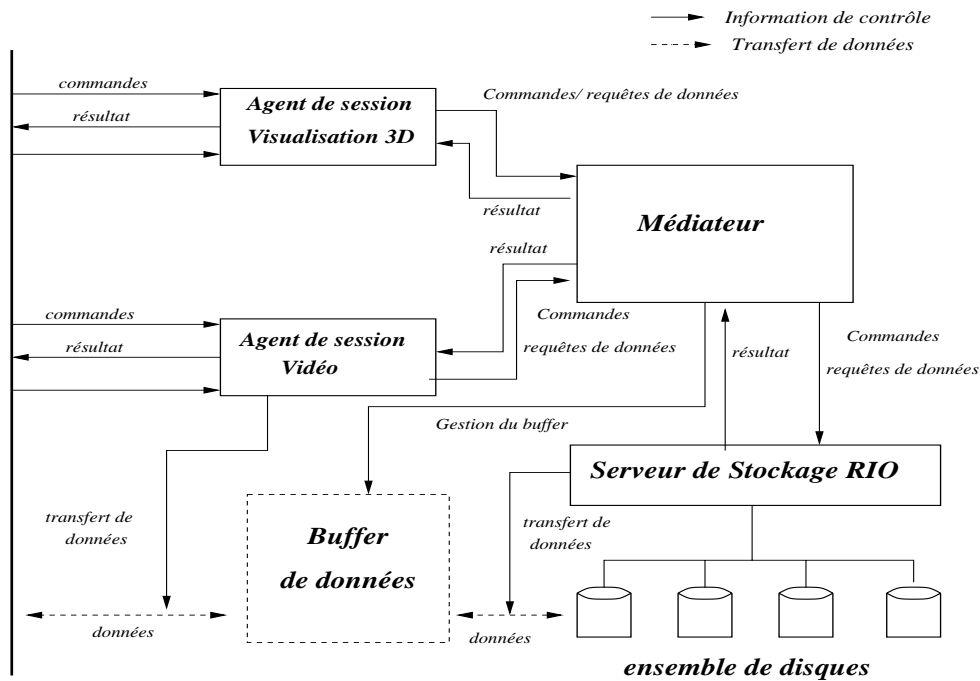 Information de contrôle
Transfert de données
commandes
résultat
Agent de session
Visualisation 3D
Commandes/ requêtes de données
résultat
Médiateur
résultat
commandes
résultat
Agent de session
Vidéo
Commandes
requêtes de données
résultat
Commandes
requêtes de données
Gestion du buffer
Serveur de Stockage RIO
transfert de
données
Buffer
de données
transfert de
données
données
données
ensemble de disques